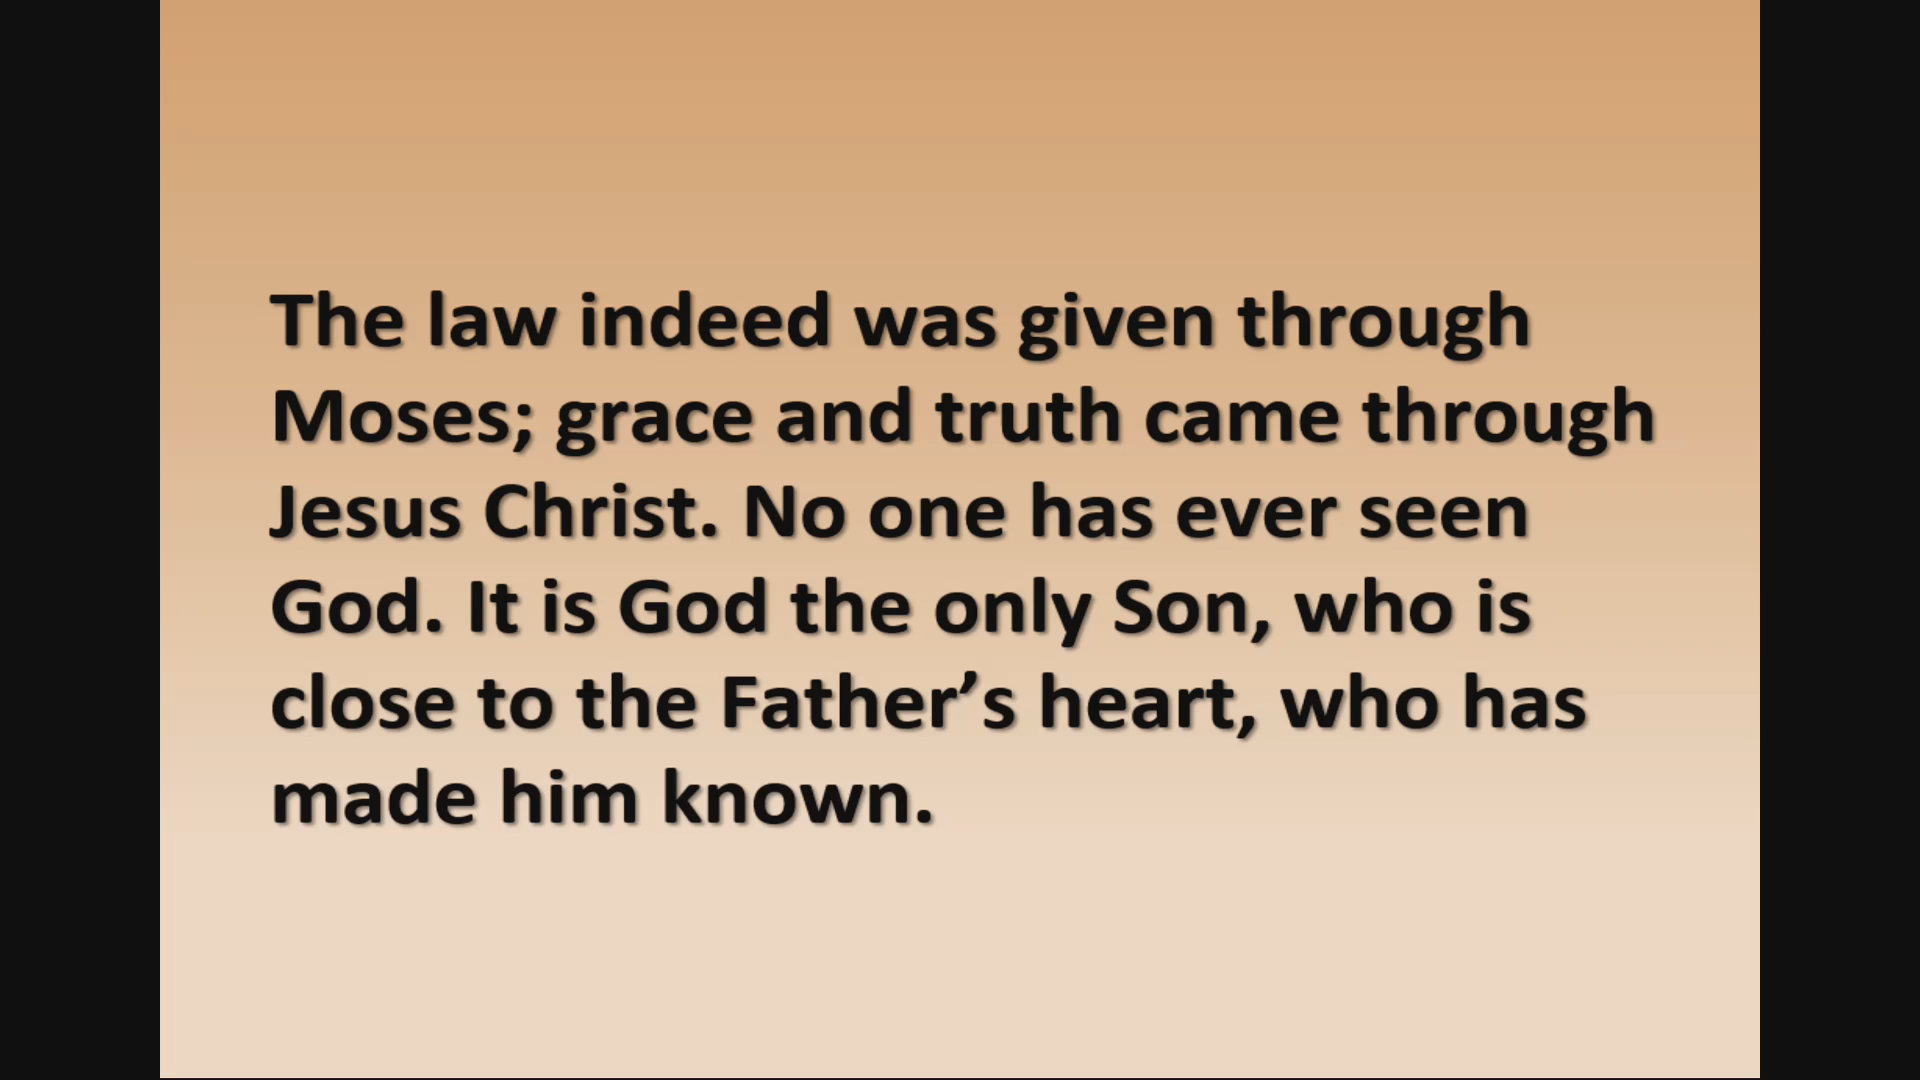 The law indeed was given through
Moses; grace and truth came through
Jesus Christ. No one has ever seen
God. It is God the only Son, who is
close to the Father’s heart, who has
made him known.